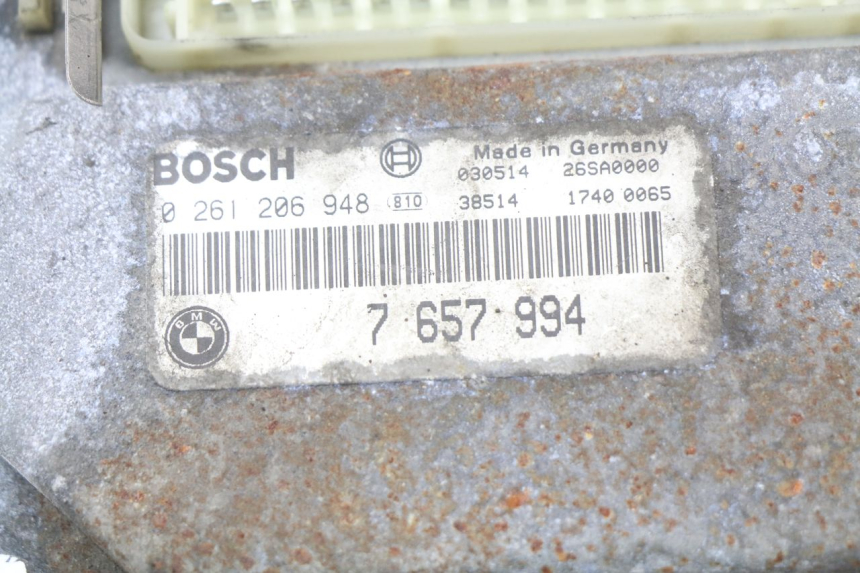 BOSCH
Made in Germany
030514 26SA0000
0 261 206 948 810 38514 1740 0065
BMW
7 657 994